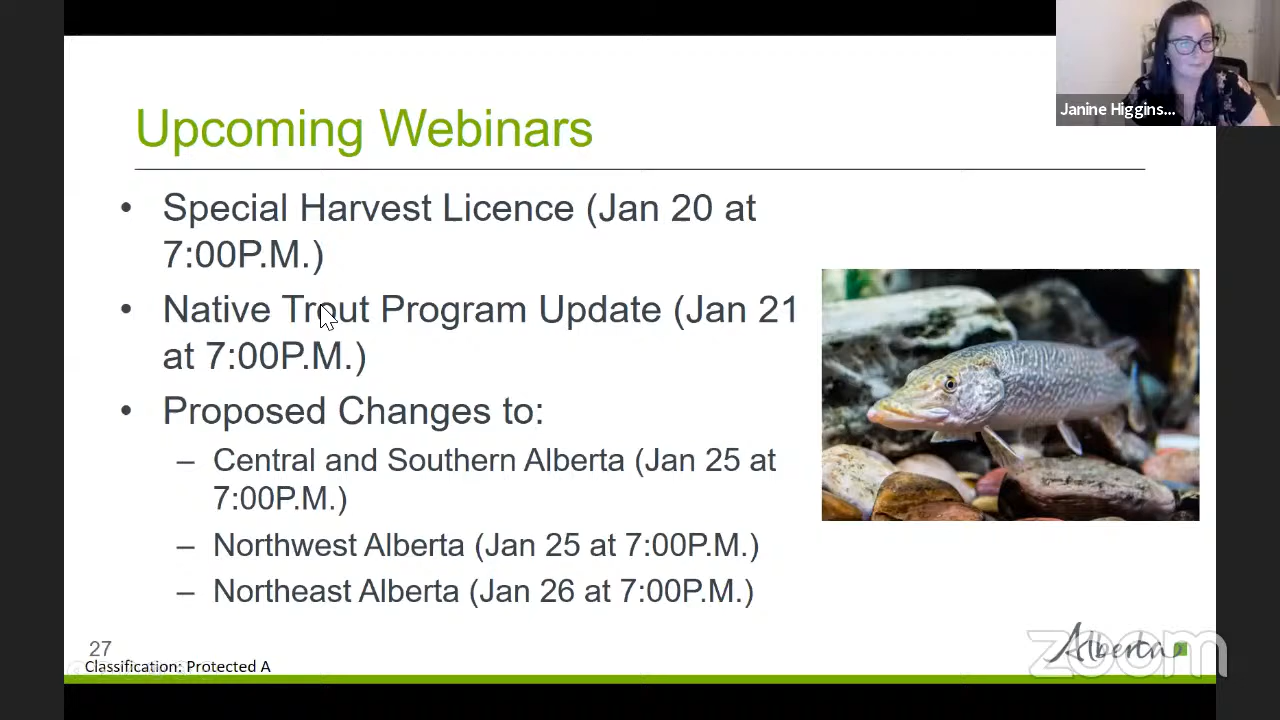 Upcoming Webinars
Janine Higgins...
• Special Harvest Licence (Jan 20 at
7:00P.M.)
• Native Trout Program Update (Jan 21
at 7:00P.M.)
• Proposed Changes to:
– Central and Southern Alberta (Jan 25 at
7:00P.M.)
– Northwest Alberta (Jan 25 at 7:00P.M.)
– Northeast Alberta (Jan 26 at 7:00P.M.)
27
Classification: Protected A
Alberta
zoom